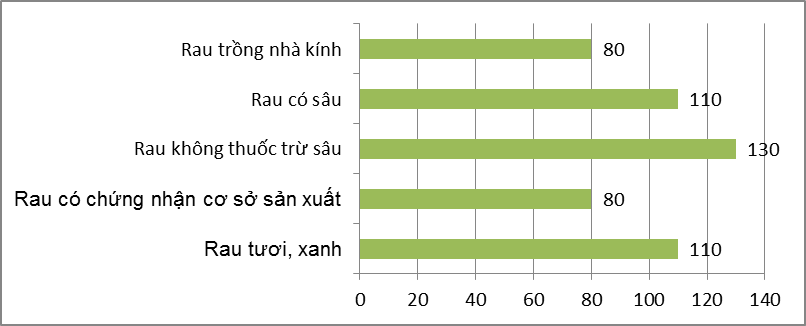 Rau trồng nhà kính 80
Rau có sâu 110
Rau không thuốc trừ sâu 130
Rau có chứng nhận cơ sở sản xuất 80
Rau tươi, xanh 110
0 20 40 60 80 100 120 140